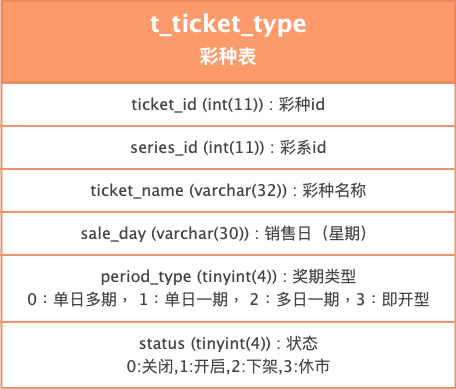 t_ticket_type
彩种表
ticket_id (int(11)) : 彩种id
series_id (int(11)) : 彩系id
ticket_name (varchar(32)) : 彩种名称
sale_day (varchar(30)) : 销售日（星期）
period_type (tinyint(4)) : 奖期类型
0：单日多期， 1：单日一期， 2：多日一期，3：即开型
status (tinyint(4)) : 状态
0:关闭,1:开启,2:下架,3:休市